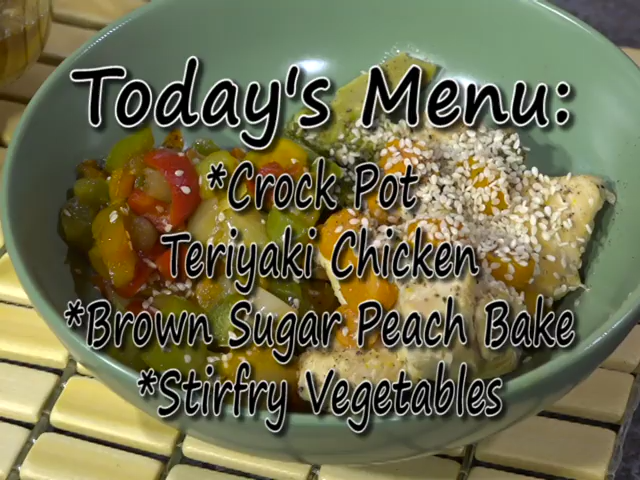 Today's Menu:
*Crock Pot
Teriyaki Chicken
*Brown Sugar Peach Bake
*Stirfry Vegetables